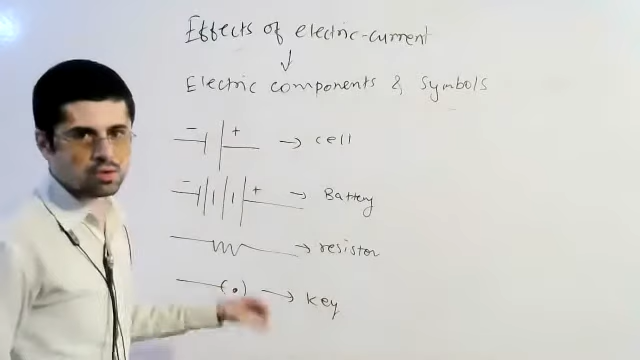 Effects of electric-current
↓
Electric components & symbols
- + → cell
- + → Battery
→ resistor
(•) → key